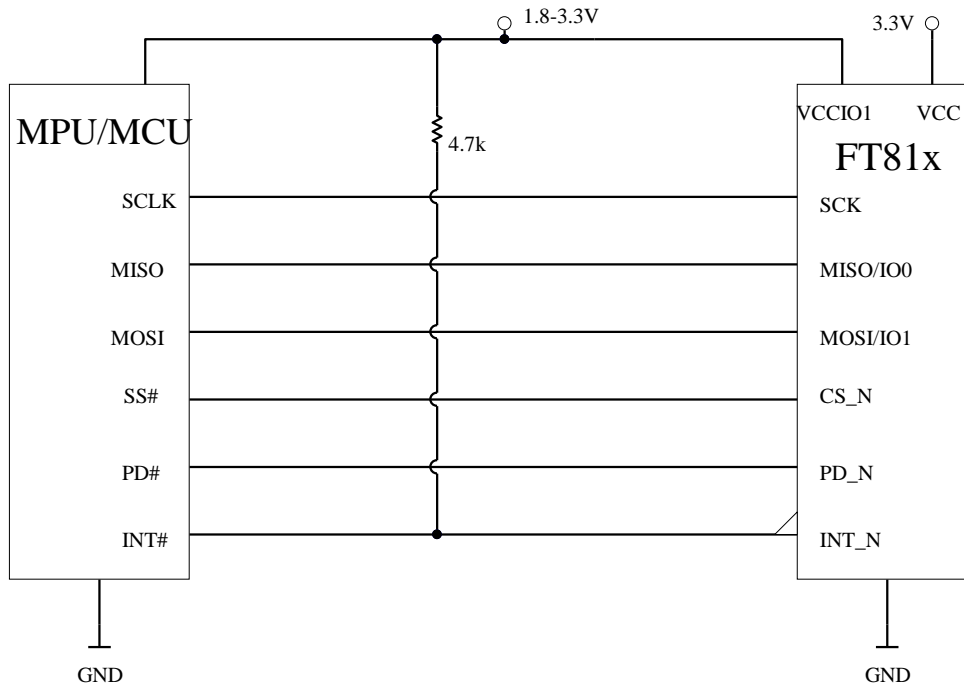 1.8-3.3V
3.3V
MPU/MCU
VCCIO1
VCC
FT81x
4.7k
SCLK
SCK
MISO
MISO/IO0
MOSI
MOSI/IO1
SS#
CS_N
PD#
PD_N
INT#
INT_N
GND
GND